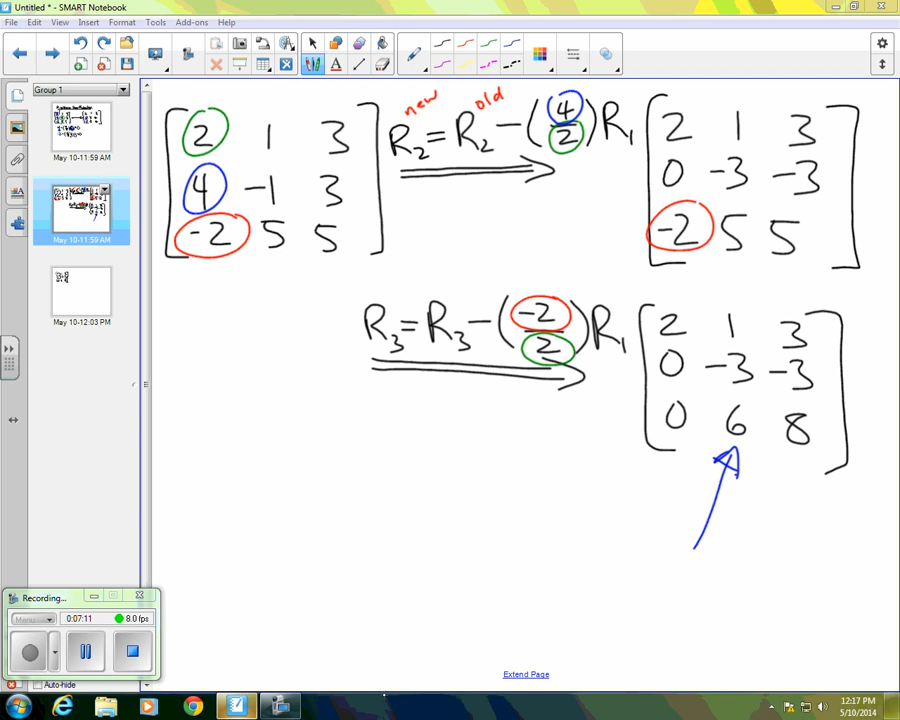 Untitled * - SMART Notebook
File Edit View Insert Format Tools Add-ons Help
Group 1
May 10-11:59 AM
May 10-11:59 AM
May 10-12:03 PM
new old
2 1 3
4 -1 3
-2 5 5
R2 = R2 - (4/2) R1
2 1 3
0 -3 -3
-2 5 5
R3 = R3 - (-2/2) R1
2 1 3
0 -3 -3
0 6 8
Recording...
Menu
0:07:11 8.0 fps
Auto-hide
Extend Page
12:17 PM
5/10/2014